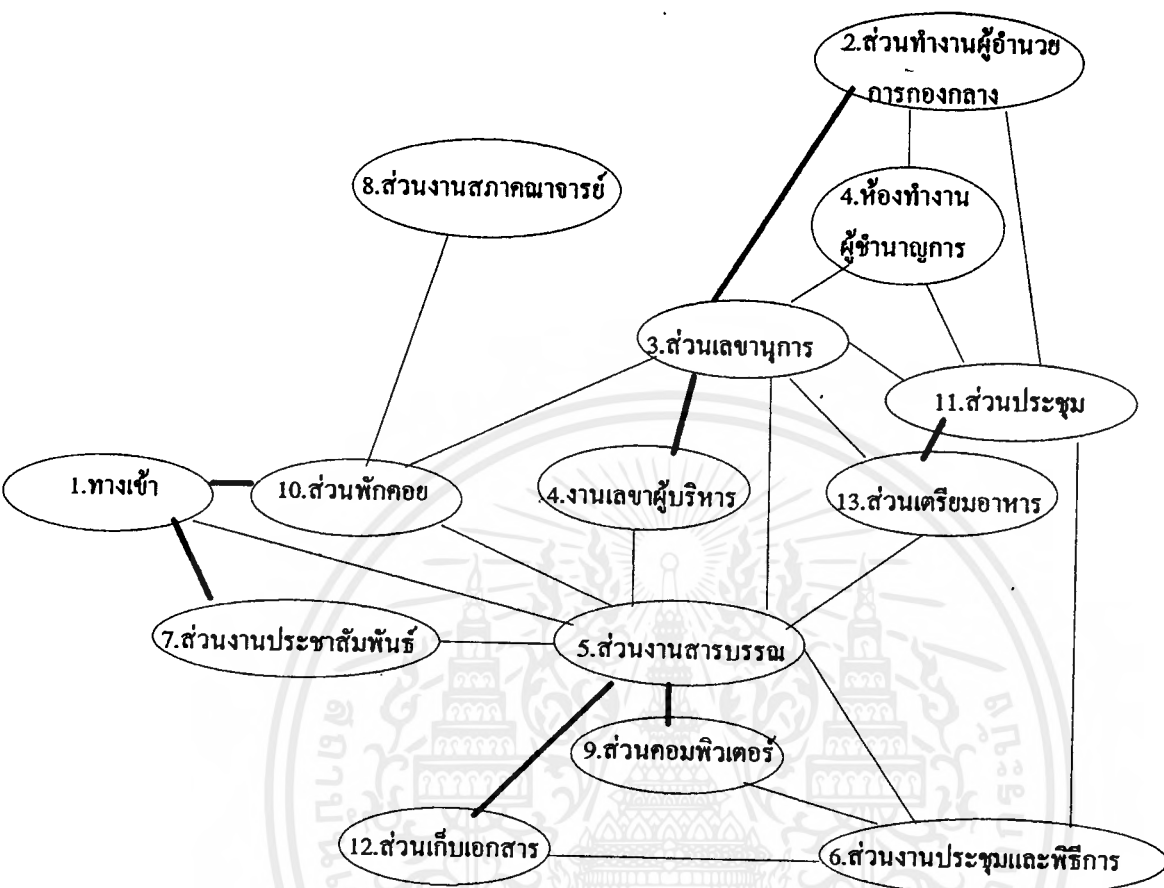 2.ส่วนทำงานผู้อำนวย
การกองกลาง
8.ส่วนงานสภาคณาจารย์
4.ห้องทำงาน
ผู้ชำนาญการ
3.ส่วนเลขานุการ
11.ส่วนประชุม
1.ทางเข้า
10.ส่วนพักคอย
4.งานเลขาผู้บริหาร
13.ส่วนเตรียมอาหาร
7.ส่วนงานประชาสัมพันธ์
5.ส่วนงานสารบรรณ
9.ส่วนคอมพิวเตอร์
12.ส่วนเก็บเอกสาร
6.ส่วนงานประชุมและพิธีการ